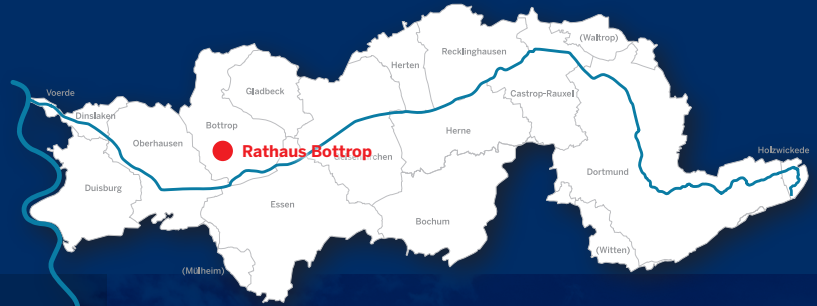 (Waltrop)
Recklinghausen
Herten
Gladbeck
Voerde
Castrop-Rauxel
Dinslaken
Bottrop
Herne
Oberhausen
Rathaus Bottrop
Holzwickede
Gelsenkirchen
Dortmund
Duisburg
Essen
Bochum
(Witten)
(Mülheim)